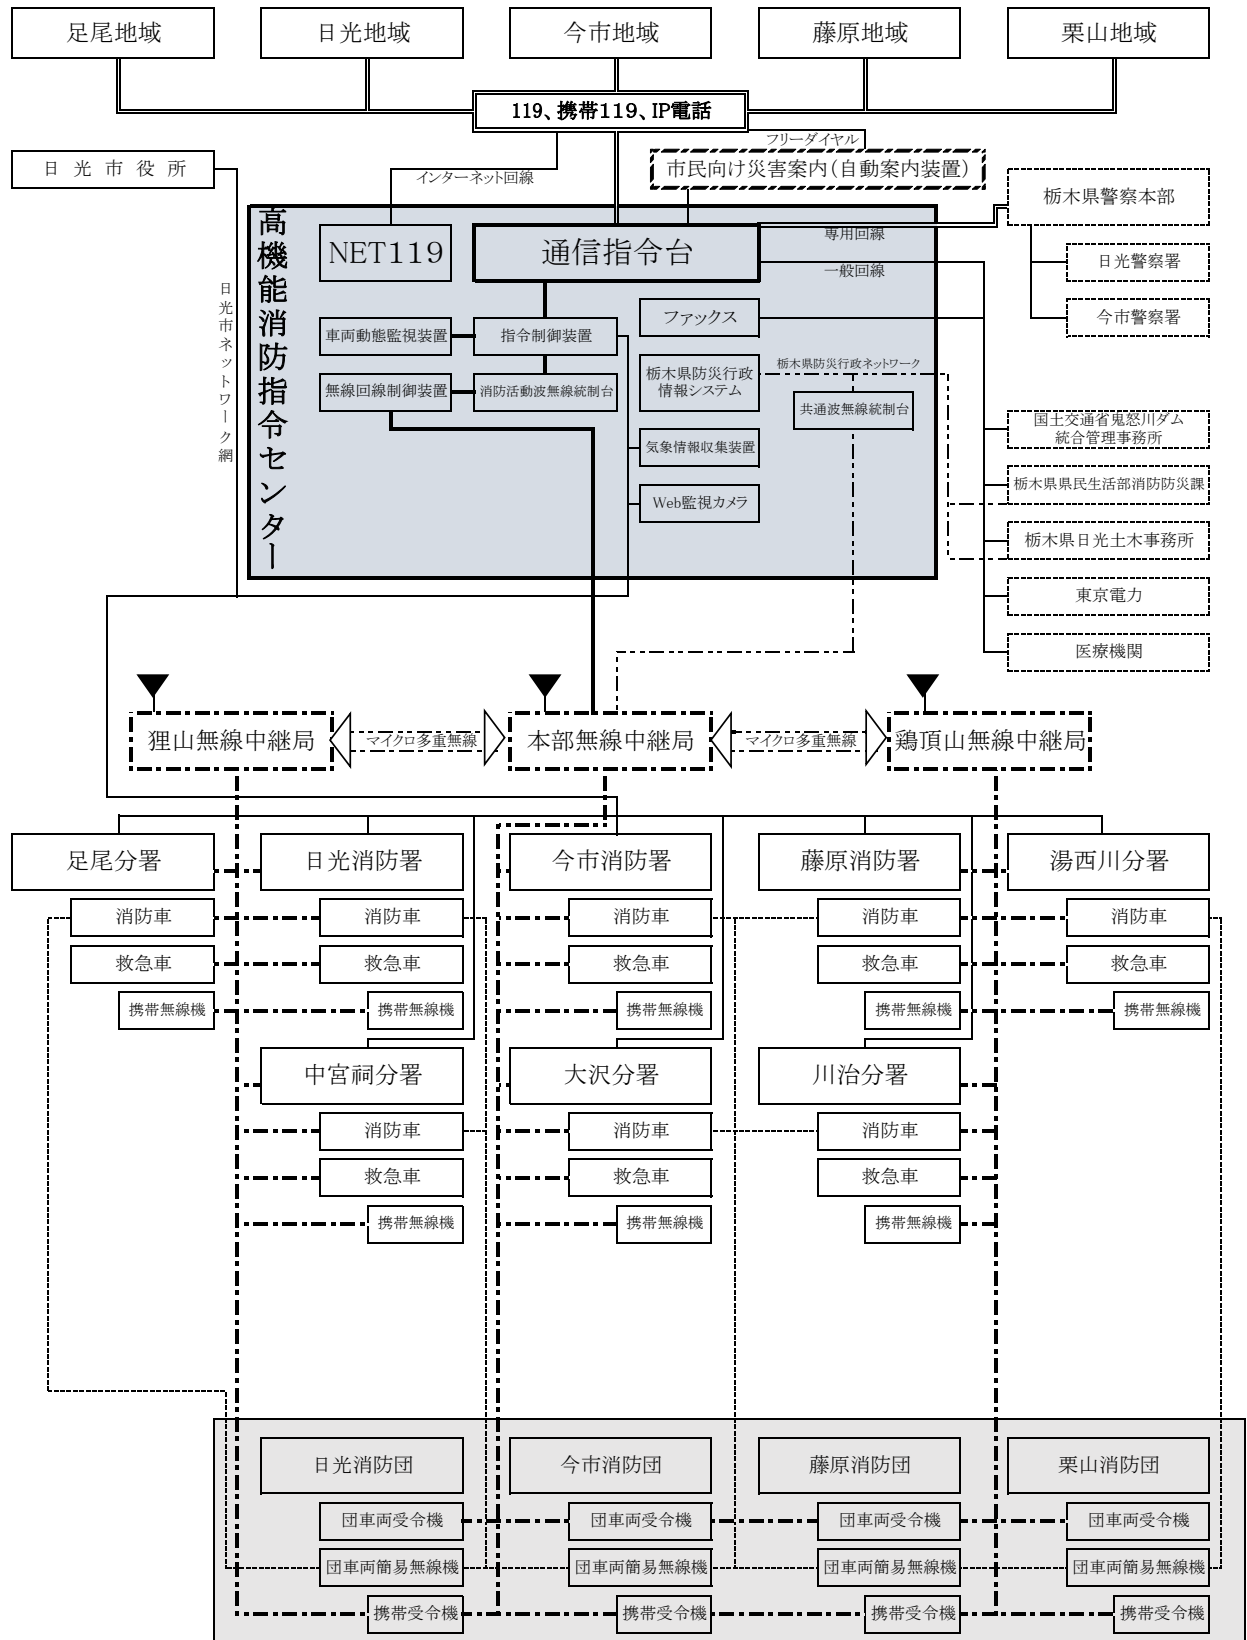 足尾地域
日光地域
今市地域
藤原地域
栗山地域
119、携帯119、IP電話
フリーダイヤル
日光市役所
インターネット回線
市民向け災害案内(自動案内装置)
栃木県警察本部
高機能消防指令センター
NET119
通信指令台
専用回線
一般回線
日光警察署
今市警察署
日光市ネットワーク網
車両動態監視装置
指令制御装置
ファックス
無線回線制御装置
消防活動波無線統制台
栃木県防災行政
情報システム
栃木県防災行政ネットワーク
共通波無線統制台
気象情報収集装置
Web監視カメラ
国土交通省鬼怒川ダム
統合管理事務所
栃木県県民生活部消防防災課
栃木県日光土木事務所
東京電力
医療機関
狸山無線中継局
マイクロ多重無線
本部無線中継局
マイクロ多重無線
鶏頂山無線中継局
足尾分署
日光消防署
今市消防署
藤原消防署
湯西川分署
消防車
消防車
消防車
消防車
消防車
救急車
救急車
救急車
救急車
救急車
携帯無線機
携帯無線機
携帯無線機
携帯無線機
携帯無線機
中宮祠分署
大沢分署
川治分署
消防車
消防車
消防車
救急車
救急車
救急車
携帯無線機
携帯無線機
携帯無線機
日光消防団
今市消防団
藤原消防団
栗山消防団
団車両受令機
団車両受令機
団車両受令機
団車両受令機
団車両簡易無線機
団車両簡易無線機
団車両簡易無線機
団車両簡易無線機
携帯受令機
携帯受令機
携帯受令機
携帯受令機